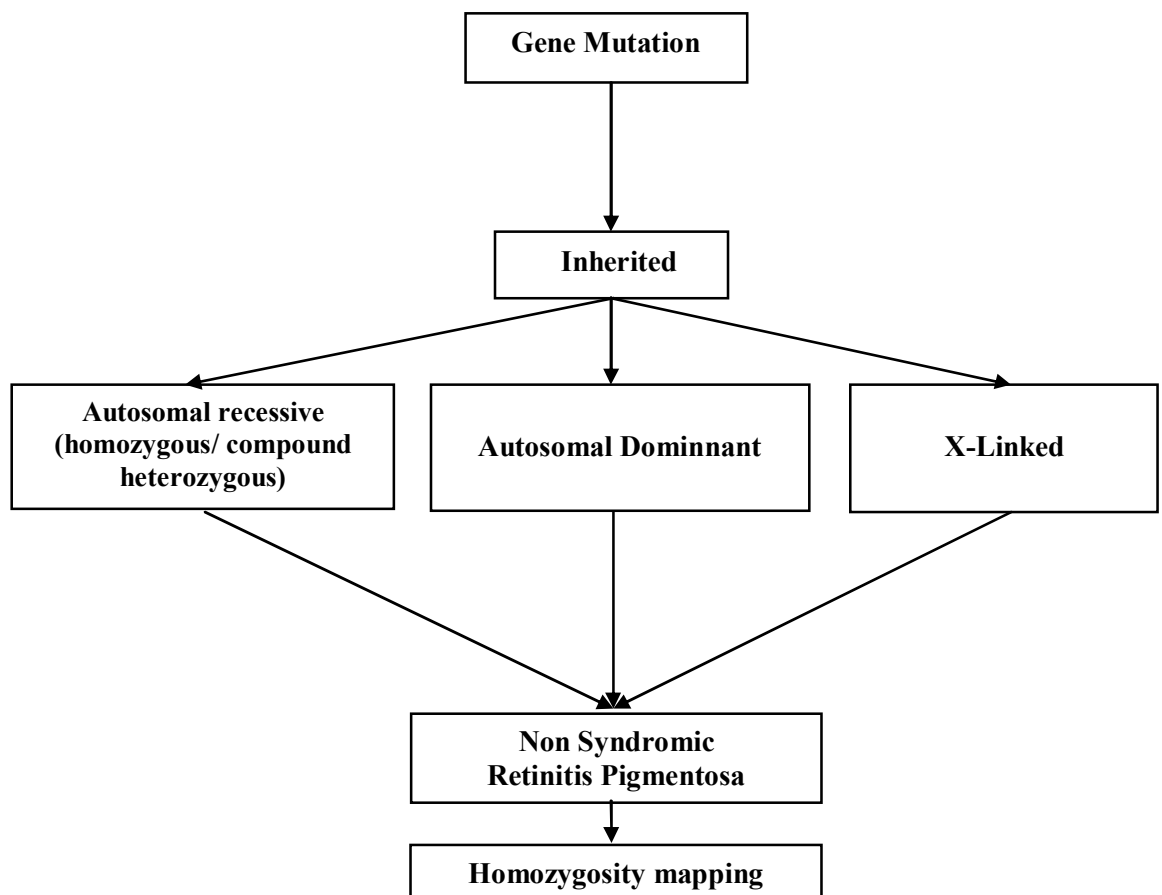 Gene Mutation
Inherited
Autosomal recessive
(homozygous/ compound
heterozygous)
Autosomal Dominnant
X-Linked
Non Syndromic
Retinitis Pigmentosa
Homozygosity mapping